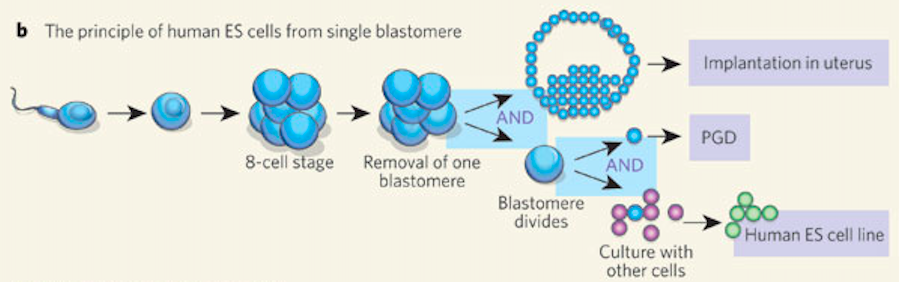 b The principle of human ES cells from single blastomere
8-cell stage
Removal of one
blastomere
AND
Implantation in uterus
Blastomere
divides
AND
PGD
Culture with
other cells
Human ES cell line